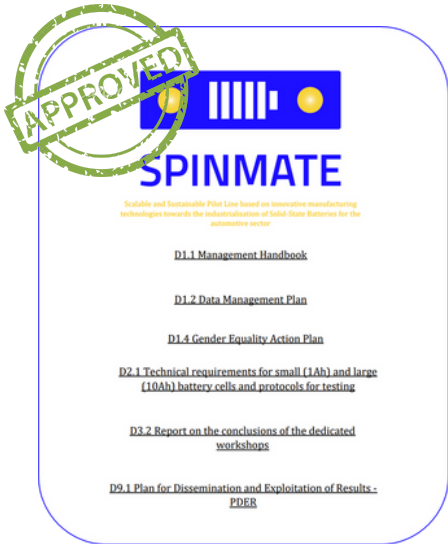 APPROVED
SPINMATE
Scalable and Sustainable Pilot Line based on innovative manufacturing
technologies towards the industrialization of Solid-State Batteries for the
automotive sector
D1.1 Management Handbook
D1.2 Data Management Plan
D1.4 Gender Equality Action Plan
D2.1 Technical requirements for small (1Ah) and large
(10Ah) battery cells and protocols for testing
D3.2 Report on the conclusions of the dedicated
workshops
D9.1 Plan for Dissemination and Exploitation of Results -
PDER